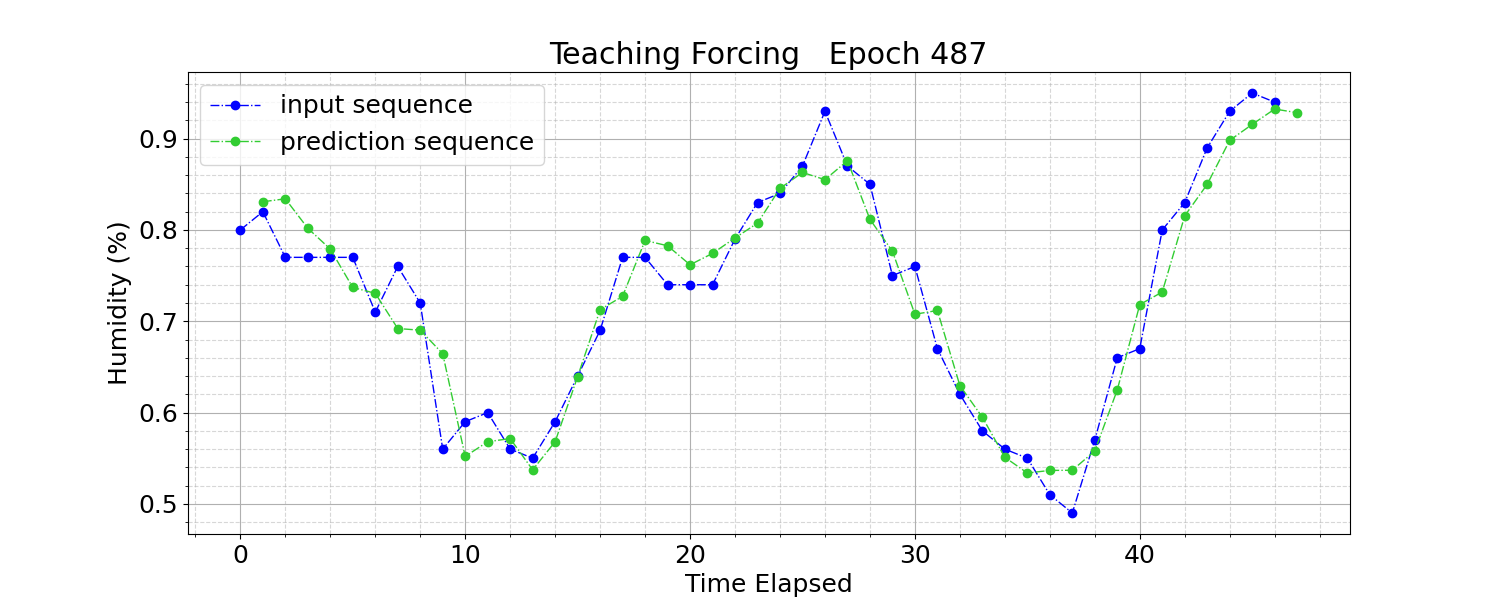 Teaching Forcing   Epoch 487
input sequence
prediction sequence
Humidity (%)
0.9
0.8
0.7
0.6
0.5
0 10 20 30 40
Time Elapsed